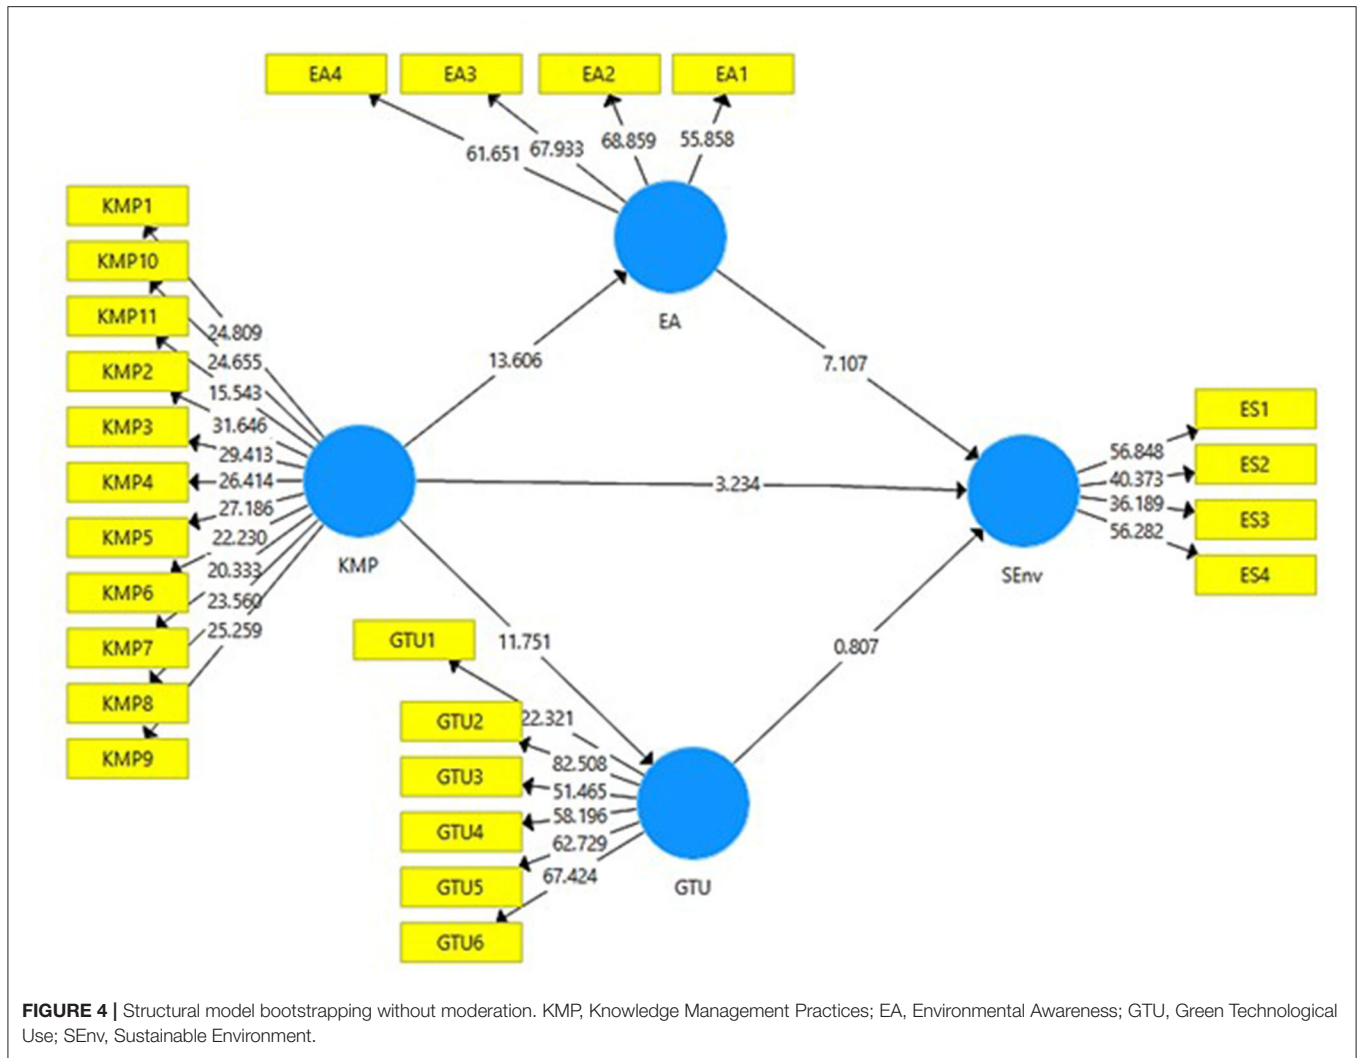 EA4 EA3 EA2 EA1
61.651 67.933 68.859 55.858
EA
KMP1
KMP10
KMP11
KMP2
KMP3
KMP4
KMP5
KMP6
KMP7
KMP8
KMP9
24.809
24.655
15.543
31.646
29.413
26.414
27.186
22.230
20.333
23.560
25.259
KMP
13.606
7.107
3.234
11.751
0.807
SEnv
56.848
40.373
36.189
56.282
ES1
ES2
ES3
ES4
GTU1
GTU2
GTU3
GTU4
GTU5
GTU6
22.321
82.508
51.465
58.196
62.729
67.424
GTU
FIGURE 4 | Structural model bootstrapping without moderation. KMP, Knowledge Management Practices; EA, Environmental Awareness; GTU, Green Technological
Use; SEnv, Sustainable Environment.